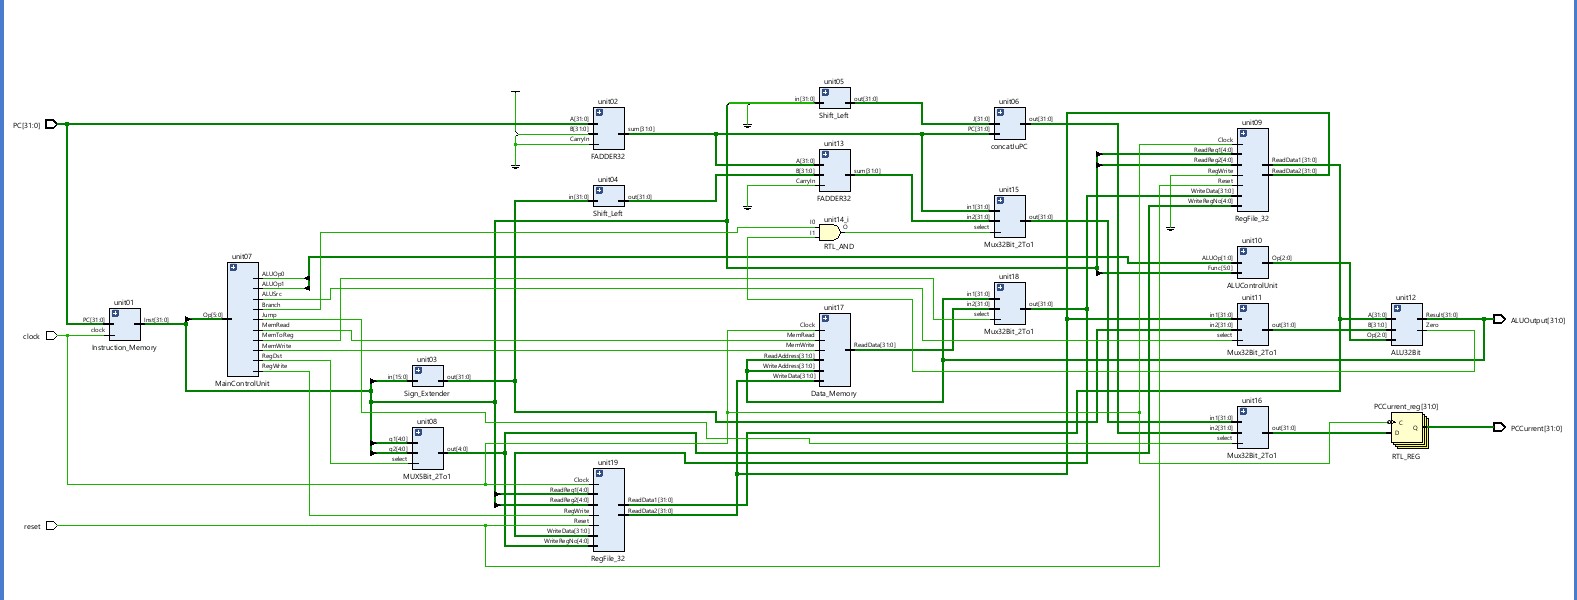 PC[31:0]
clock
reset
unit01
PC[31:0]
clock
Inst[31:0]
Instruction_Memory
unit07
Op[5:0]
ALUOp0
ALUOp1
ALUSrc
Branch
Jump
MemRead
MemToReg
MemWrite
RegDst
RegWrite
MainControlUnit
unit03
in[15:0]
out[31:0]
Sign_Extender
unit08
q1[4:0]
q2[4:0]
select
out[4:0]
MUX5Bit_2To1
unit02
A[31:0]
B[31:0]
CarryIn
sum[31:0]
FADDER32
unit04
in[31:0]
out[31:0]
Shift_Left
unit19
Clock
ReadReg1[4:0]
ReadReg2[4:0]
RegWrite
Reset
WriteData[31:0]
WriteRegNo[4:0]
ReadData1[31:0]
ReadData2[31:0]
RegFile_32
unit05
in[31:0]
out[31:0]
Shift_Left
unit13
A[31:0]
B[31:0]
CarryIn
sum[31:0]
FADDER32
unit14_i
I0
I1
O
RTL_AND
unit17
Clock
MemRead
MemWrite
ReadAddress[31:0]
WriteAddress[31:0]
WriteData[31:0]
ReadData[31:0]
Data_Memory
unit06
J[31:0]
PC[31:0]
out[31:0]
concatJuPC
unit15
in1[31:0]
in2[31:0]
select
out[31:0]
Mux32Bit_2To1
unit18
in1[31:0]
in2[31:0]
select
out[31:0]
Mux32Bit_2To1
unit09
Clock
ReadReg1[4:0]
ReadReg2[4:0]
RegWrite
Reset
WriteData[31:0]
WriteRegNo[4:0]
ReadData1[31:0]
ReadData2[31:0]
RegFile_32
unit10
ALUOp[1:0]
Func[5:0]
Op[2:0]
ALUControlUnit
unit11
in1[31:0]
in2[31:0]
select
out[31:0]
Mux32Bit_2To1
unit16
in1[31:0]
in2[31:0]
select
out[31:0]
Mux32Bit_2To1
unit12
A[31:0]
B[31:0]
Op[2:0]
Result[31:0]
Zero
ALU32Bit
PCCurrent_reg[31:0]
C
D
Q
RTL_REG
ALUOutput[31:0]
PCCurrent[31:0]